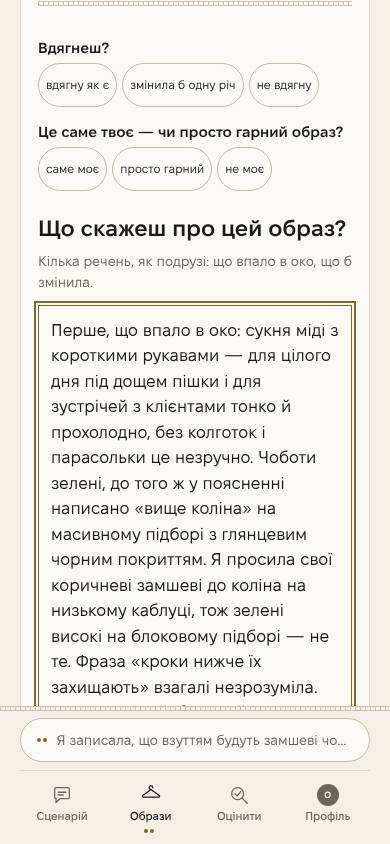 Вдягнеш?
вдягну як є
змінила б одну річ
не вдягну
Це саме твоє — чи просто гарний образ?
саме моє
просто гарний
не моє
Що скажеш про цей образ?
Кілька речень, як подрузі: що впало в око, що б
змінила.
Перше, що впало в око: сукня міді з
короткими рукавами — для цілого
дня під дощем пішки і для
зустрічей з клієнтами тонко й
прохолодно, без колготок і
парасольки це незручно. Чоботи
зелені, до того ж у поясненні
написано «вище коліна» на
масивному підборі з глянцевим
чорним покриттям. Я просила свої
коричневі замшеві до коліна на
низькому каблуці, тож зелені
високі на блоковому підборі — не
те. Фраза «кроки нижче їх
захищають» взагалі незрозуміла.
Я записала, що взуттям будуть замшеві чо...
Сценарій
Образи
Оцінити
О
Профіль